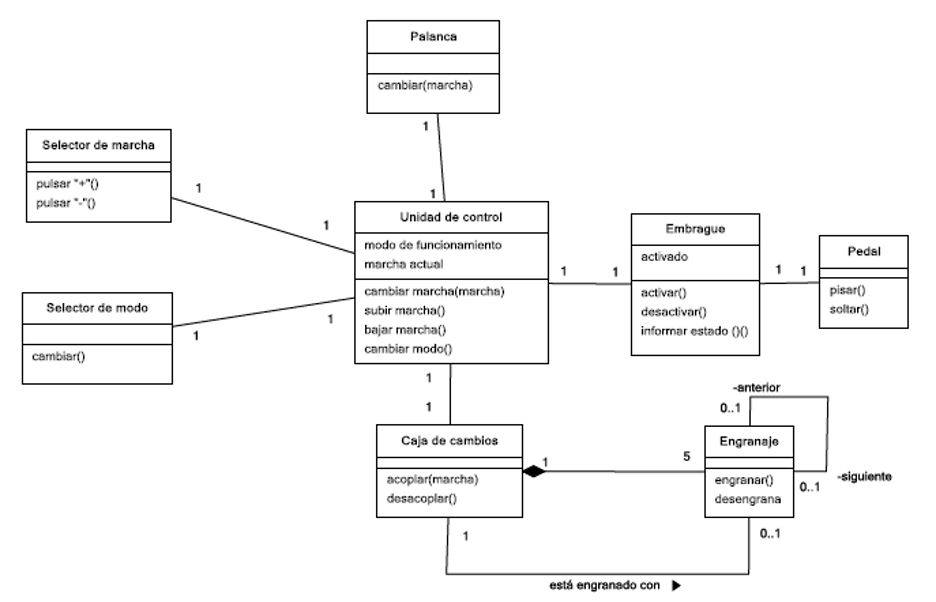 Palanca
cambiar(marcha)
1
1
Selector de marcha
pulsar "+"()
pulsar "-"()
1
1
Unidad de control
modo de funcionamiento
marcha actual
cambiar marcha(marcha)
subir marcha()
bajar marcha()
cambiar modo()
Embrague
activado
activar()
desactivar()
informar estado ()()
1
1
Pedal
pisar()
soltar()
1
1
Selector de modo
cambiar()
1
1
1
1
Caja de cambios
acoplar(marcha)
desacoplar()
1
5
Engranaje
engranar()
desengrana
-anterior
0..1
-siguiente
0..1
1
0..1
está engranado con ▶